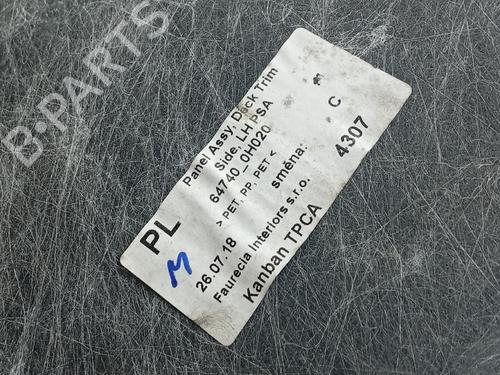 B-PARTS
PL
Panel Assy, Deck Trim
Side, LH PSA
64740_0H020
> PET, PP, PET <
26.07.18
směna:
C
Faurecia Interiors s.r.o.
Kanban TPCA
4307
M